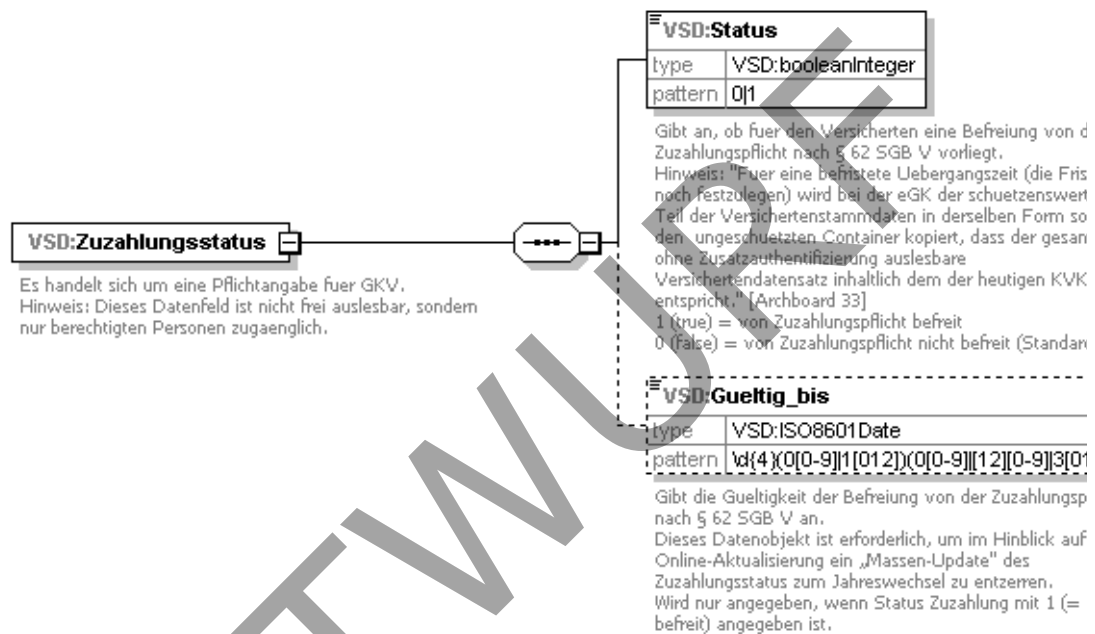 VSD:Status
type VSD:booleanInteger
pattern 0|1
Gibt an, ob fuer den Versicherten eine Befreiung von d
Zuzahlungspflicht nach § 62 SGB V vorliegt.
Hinweis: "Fuer eine befristete Uebergangszeit (die Fris
noch festzulegen) wird bei der eGK der schuetzenswert
Teil der Versichertenstammdaten in derselben Form so
den ungeschuetzten Container kopiert, dass der gesam
ohne Zusatzauthentifizierung auslesbare
Versichertendatensatz inhaltlich dem der heutigen KVK
entspricht." [Archboard 33]
1 (true) = von Zuzahlungspflicht befreit
0 (false) = von Zuzahlungspflicht nicht befreit (Standar
VSD:Zuzahlungsstatus
Es handelt sich um eine Pflichtangabe fuer GKV.
Hinweis: Dieses Datenfeld ist nicht frei auslesbar, sondern
nur berechtigten Personen zugaenglich.
VSD:Gueltig_bis
type VSD:ISO8601Date
pattern \d{4}(0[0-9]|1[012])(0[0-9]|[12][0-9]|3[01
Gibt die Gueltigkeit der Befreiung von der Zuzahlungsp
nach § 62 SGB V an.
Dieses Datenobjekt ist erforderlich, um im Hinblick auf
Online-Aktualisierung ein „Massen-Update" des
Zuzahlungsstatus zum Jahreswechsel zu entzerren.
Wird nur angegeben, wenn Status Zuzahlung mit 1 (=
befreit) angegeben ist.
TWURF